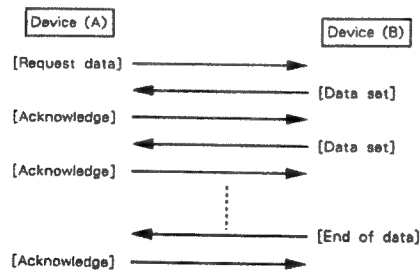 Device (A)
Device (B)
[Request data]
[Data set]
[Acknowledge]
[Data set]
[Acknowledge]
[End of data]
[Acknowledge]